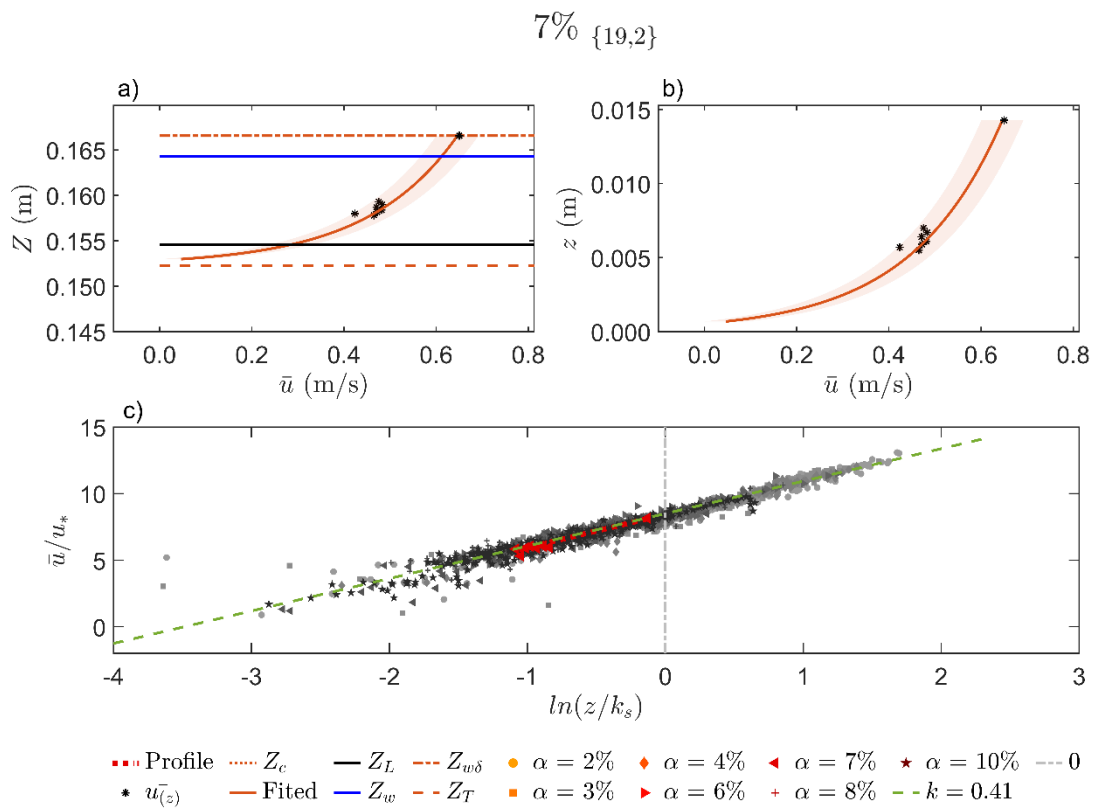 7% {19,2}
a)
0.165
0.160
0.155
0.150
0.145
Z (m)
0.0 0.2 0.4 0.6 0.8
ū (m/s)
b)
0.015
0.010
0.005
0.000
z (m)
0.0 0.2 0.4 0.6 0.8
ū (m/s)
c)
15
10
5
0
ū/u*
-4 -3 -2 -1 0 1 2 3
ln(z/ks)
Profile Zc ZL Zwδ α = 2% α = 4% α = 7% α = 10% 0
ū(z) Fited Zw ZT α = 3% α = 6% α = 8% k = 0.41